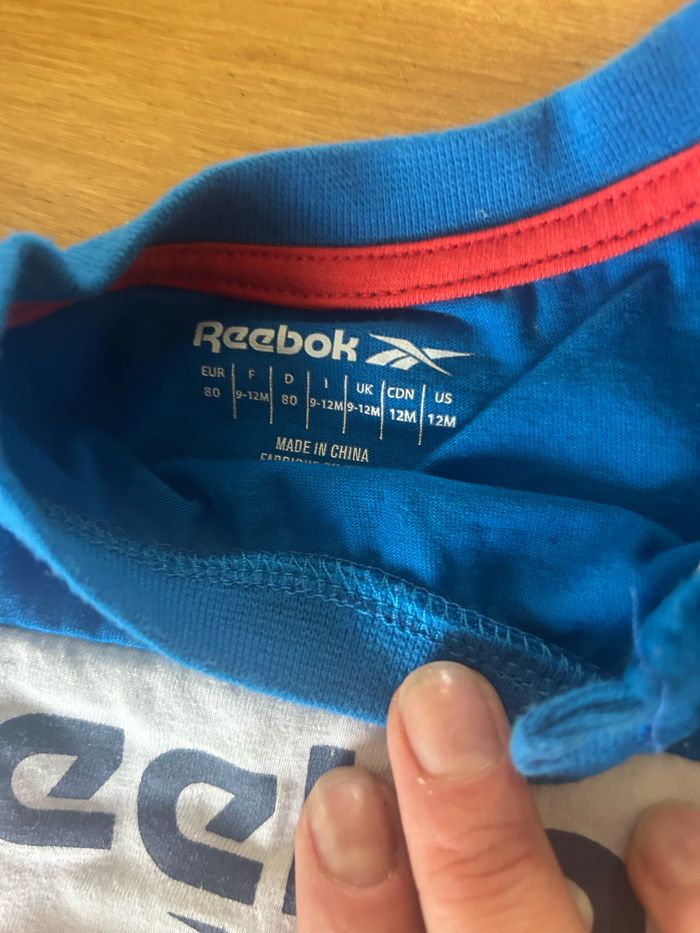 Reebok
EUR F D I UK CDN US
80 9-12M 80 9-12M 9-12M 12M 12M
MADE IN CHINA